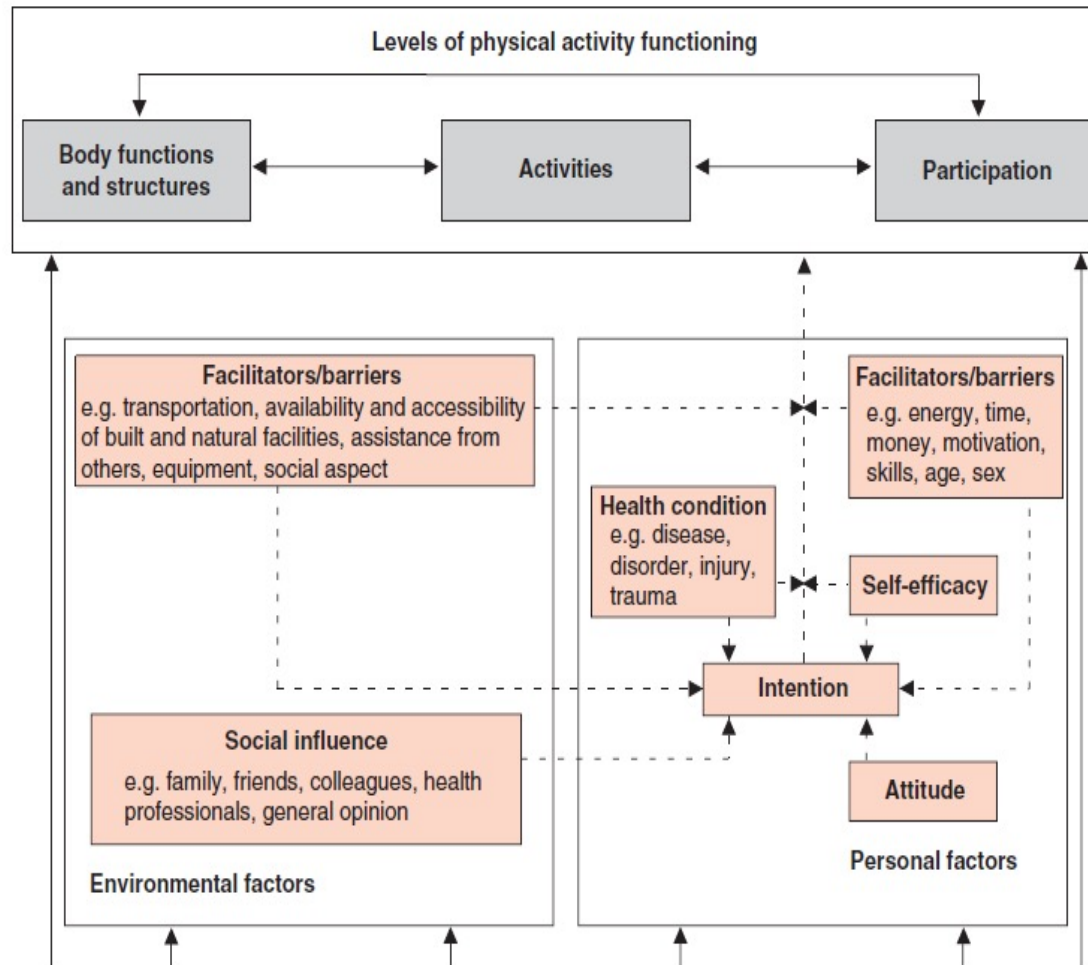 Levels of physical activity functioning
Body functions
and structures
Activities
Participation
Facilitators/barriers
e.g. transportation, availability and accessibility
of built and natural facilities, assistance from
others, equipment, social aspect
Facilitators/barriers
e.g. energy, time,
money, motivation,
skills, age, sex
Health condition
e.g. disease,
disorder, injury,
trauma
Self-efficacy
Intention
Social influence
e.g. family, friends, colleagues, health
professionals, general opinion
Attitude
Environmental factors
Personal factors